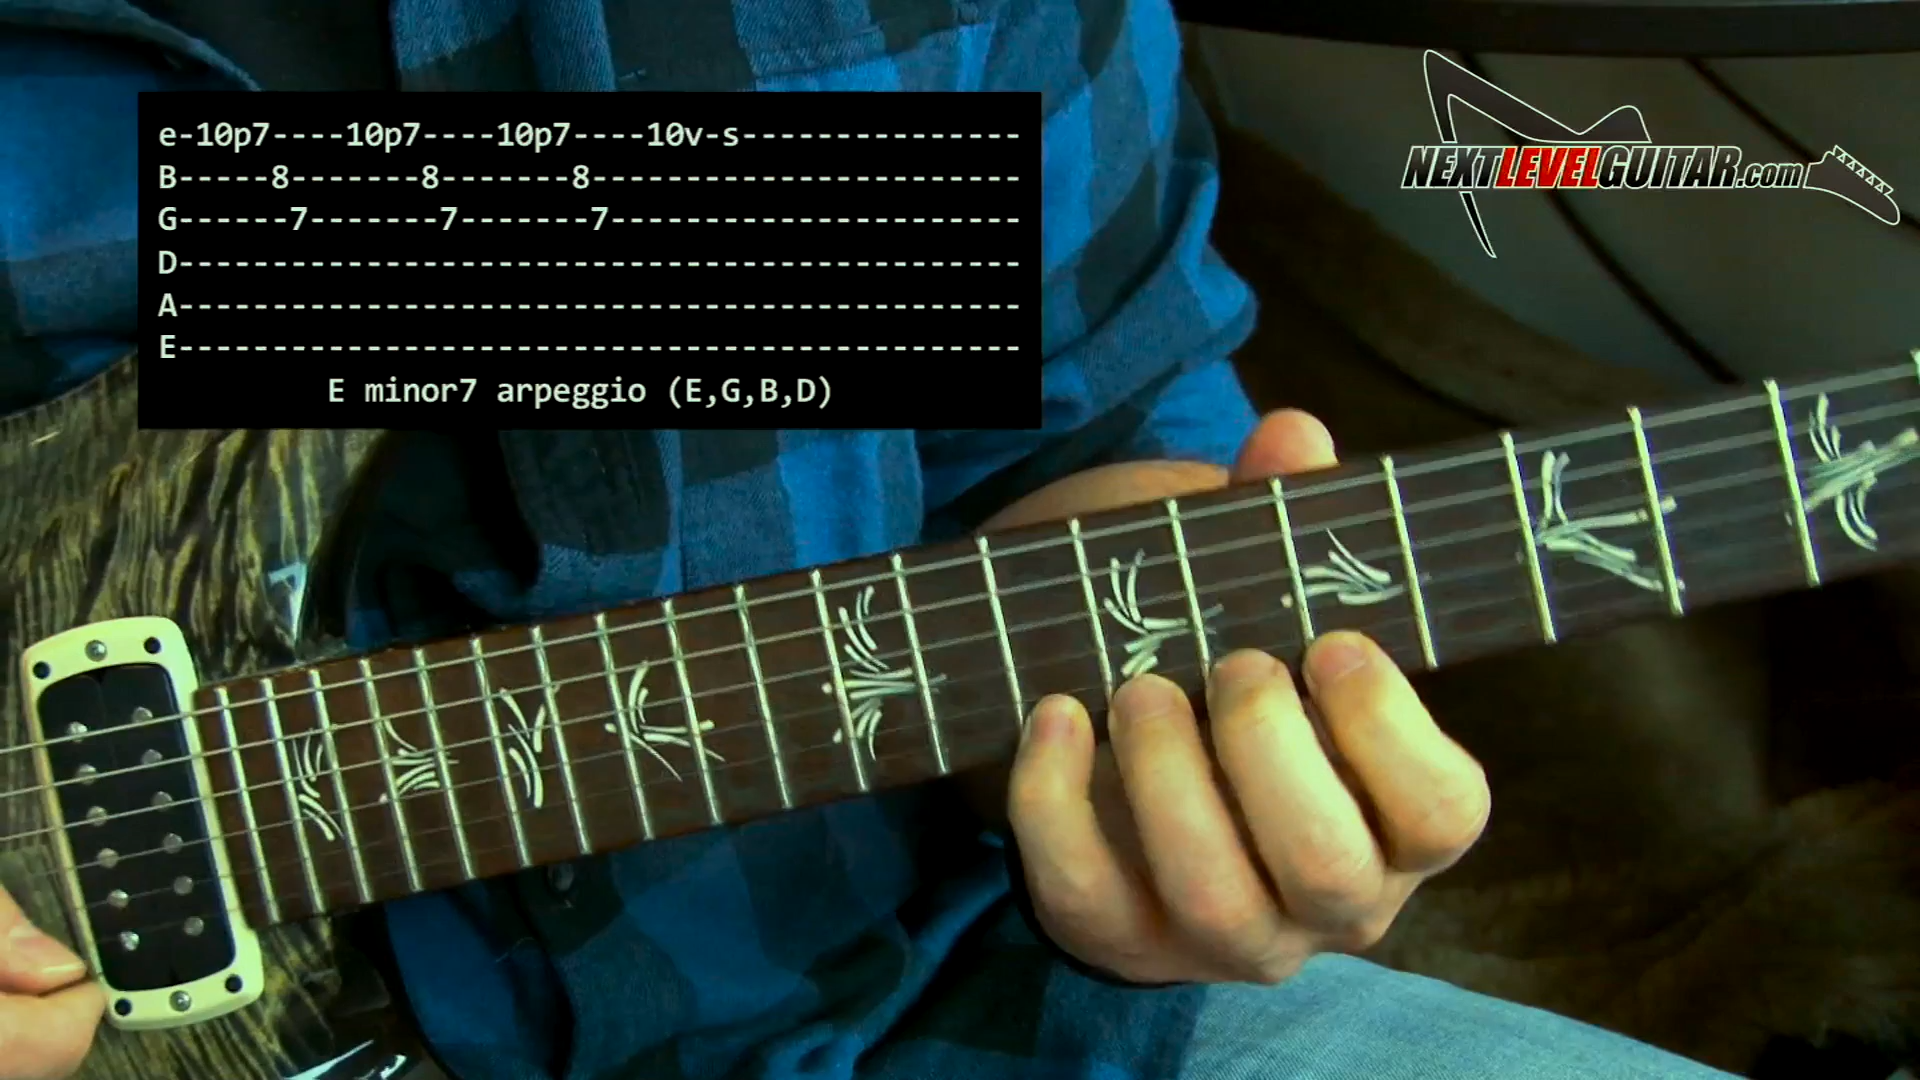 e-10p7----10p7----10p7----10v-s---------------
B-----8-------8-------8-----------------------
G------7-------7-------7----------------------
D---------------------------------------------
A---------------------------------------------
E---------------------------------------------
E minor7 arpeggio (E,G,B,D)
NEXTLEVELGUITAR.com